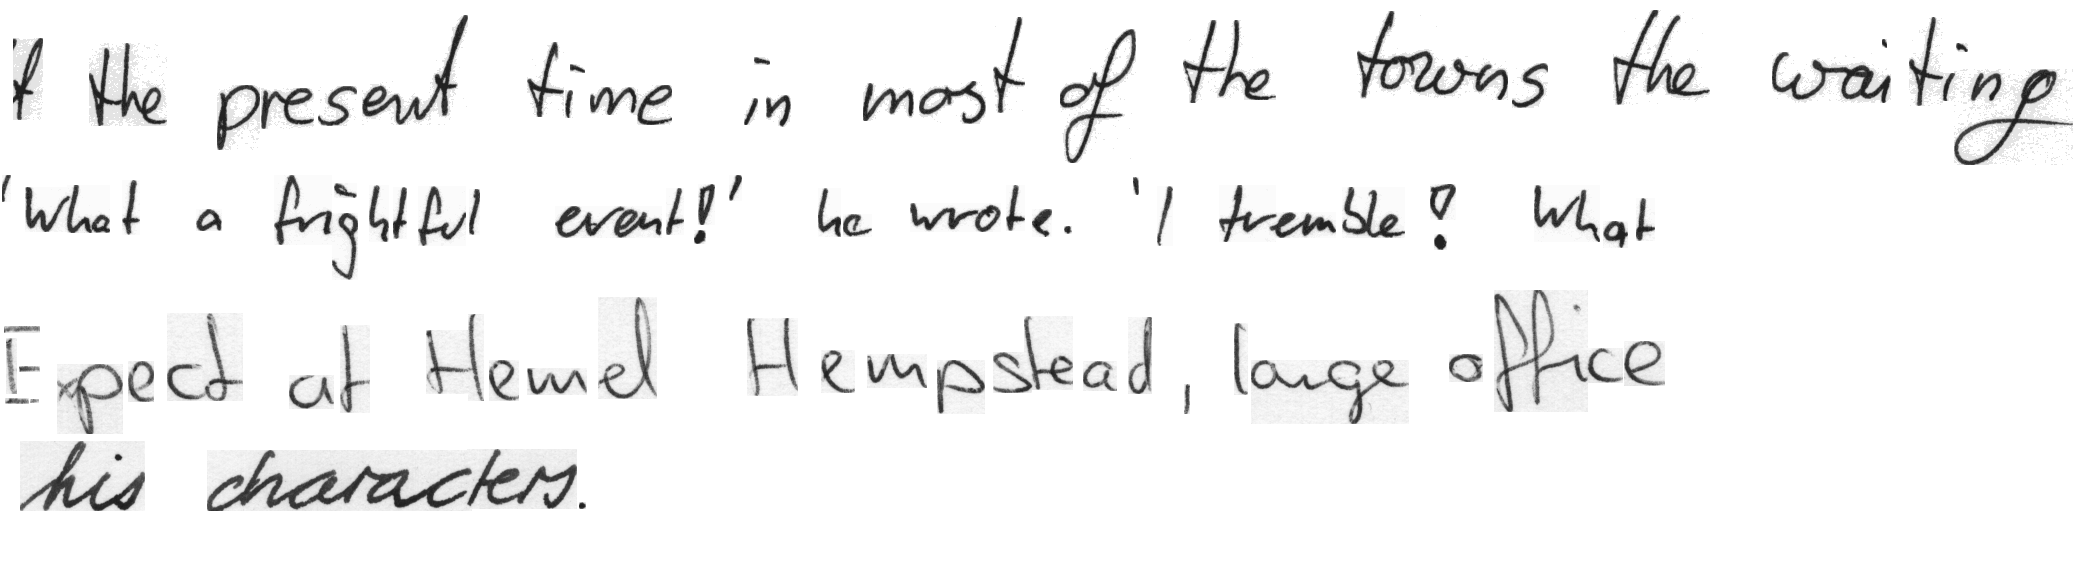 t the present time in most of the towns the waiting
'What a frightful event!' he wrote. 'I tremble! What
Expect at Hemel Hempstead, large office
his characters.